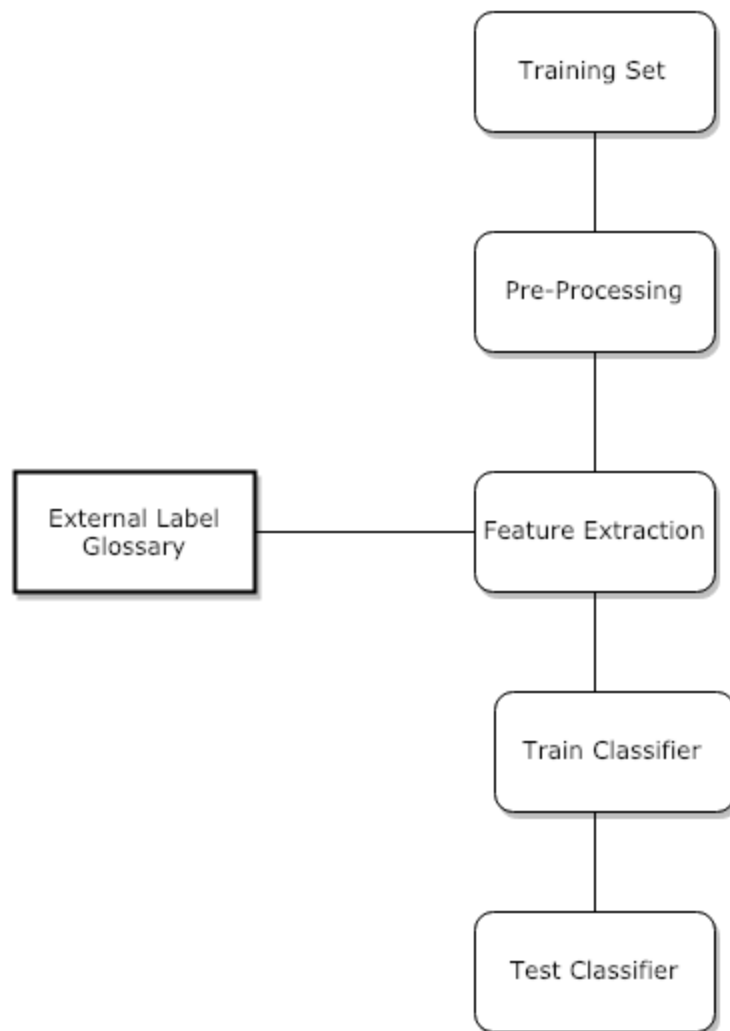 Training Set
Pre-Processing
External Label
Glossary
Feature Extraction
Train Classifier
Test Classifier